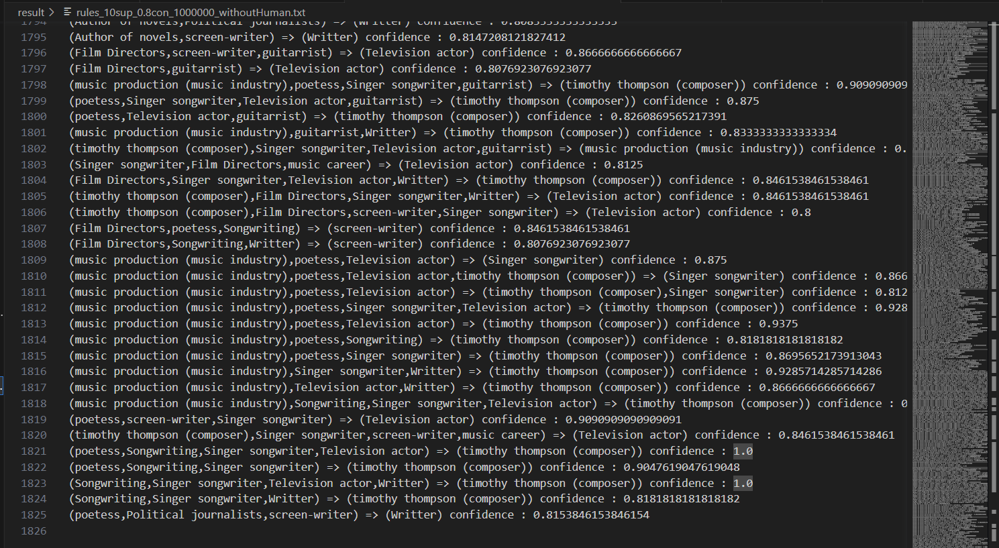 result > rules_10sup_0.8con_1000000_withoutHuman.txt
1794 (Author of novels,Political journalists) => (Writter) confidence : 0.8085333333333333
1795 (Author of novels,screen-writer) => (Writter) confidence : 0.8147208121827412
1796 (Film Directors,screen-writer,guitarrist) => (Television actor) confidence : 0.8666666666666667
1797 (Film Directors,guitarrist) => (Television actor) confidence : 0.8076923076923077
1798 (music production (music industry),poetess,Singer songwriter,guitarrist) => (timothy thompson (composer)) confidence : 0.909090909
1799 (poetess,Singer songwriter,Television actor,guitarrist) => (timothy thompson (composer)) confidence : 0.875
1800 (poetess,Television actor,guitarrist) => (timothy thompson (composer)) confidence : 0.8260869565217391
1801 (music production (music industry),guitarrist,Writter) => (timothy thompson (composer)) confidence : 0.8333333333333334
1802 (timothy thompson (composer),Singer songwriter,Television actor,guitarrist) => (music production (music industry)) confidence : 0.
1803 (Singer songwriter,Film Directors,music career) => (Television actor) confidence : 0.8125
1804 (Film Directors,Singer songwriter,Television actor,Writter) => (timothy thompson (composer)) confidence : 0.8461538461538461
1805 (timothy thompson (composer),Film Directors,Singer songwriter,Writter) => (Television actor) confidence : 0.8461538461538461
1806 (timothy thompson (composer),Film Directors,screen-writer,Singer songwriter) => (Television actor) confidence : 0.8
1807 (Film Directors,poetess,Songwriting) => (screen-writer) confidence : 0.8461538461538461
1808 (Film Directors,Songwriting,Writter) => (screen-writer) confidence : 0.8076923076923077
1809 (music production (music industry),poetess,Television actor) => (Singer songwriter) confidence : 0.875
1810 (music production (music industry),poetess,Television actor,timothy thompson (composer)) => (Singer songwriter) confidence : 0.866
1811 (music production (music industry),poetess,Television actor) => (timothy thompson (composer),Singer songwriter) confidence : 0.812
1812 (music production (music industry),poetess,Singer songwriter,Television actor) => (timothy thompson (composer)) confidence : 0.928
1813 (music production (music industry),poetess,Television actor) => (timothy thompson (composer)) confidence : 0.9375
1814 (music production (music industry),poetess,Songwriting) => (timothy thompson (composer)) confidence : 0.8181818181818182
1815 (music production (music industry),poetess,Singer songwriter) => (timothy thompson (composer)) confidence : 0.8695652173913043
1816 (music production (music industry),Singer songwriter,Writter) => (timothy thompson (composer)) confidence : 0.9285714285714286
1817 (music production (music industry),Television actor,Writter) => (timothy thompson (composer)) confidence : 0.8666666666666667
1818 (music production (music industry),Songwriting,Singer songwriter,Television actor) => (timothy thompson (composer)) confidence : 0
1819 (poetess,screen-writer,Singer songwriter) => (Television actor) confidence : 0.9090909090909091
1820 (timothy thompson (composer),Singer songwriter,screen-writer,music career) => (Television actor) confidence : 0.8461538461538461
1821 (poetess,Songwriting,Singer songwriter,Television actor) => (timothy thompson (composer)) confidence : 1.0
1822 (poetess,Songwriting,Singer songwriter) => (timothy thompson (composer)) confidence : 0.9047619047619048
1823 (Songwriting,Singer songwriter,Television actor,Writter) => (timothy thompson (composer)) confidence : 1.0
1824 (Songwriting,Singer songwriter,Writter) => (timothy thompson (composer)) confidence : 0.8181818181818182
1825 (poetess,Political journalists,screen-writer) => (Writter) confidence : 0.8153846153846154
1826